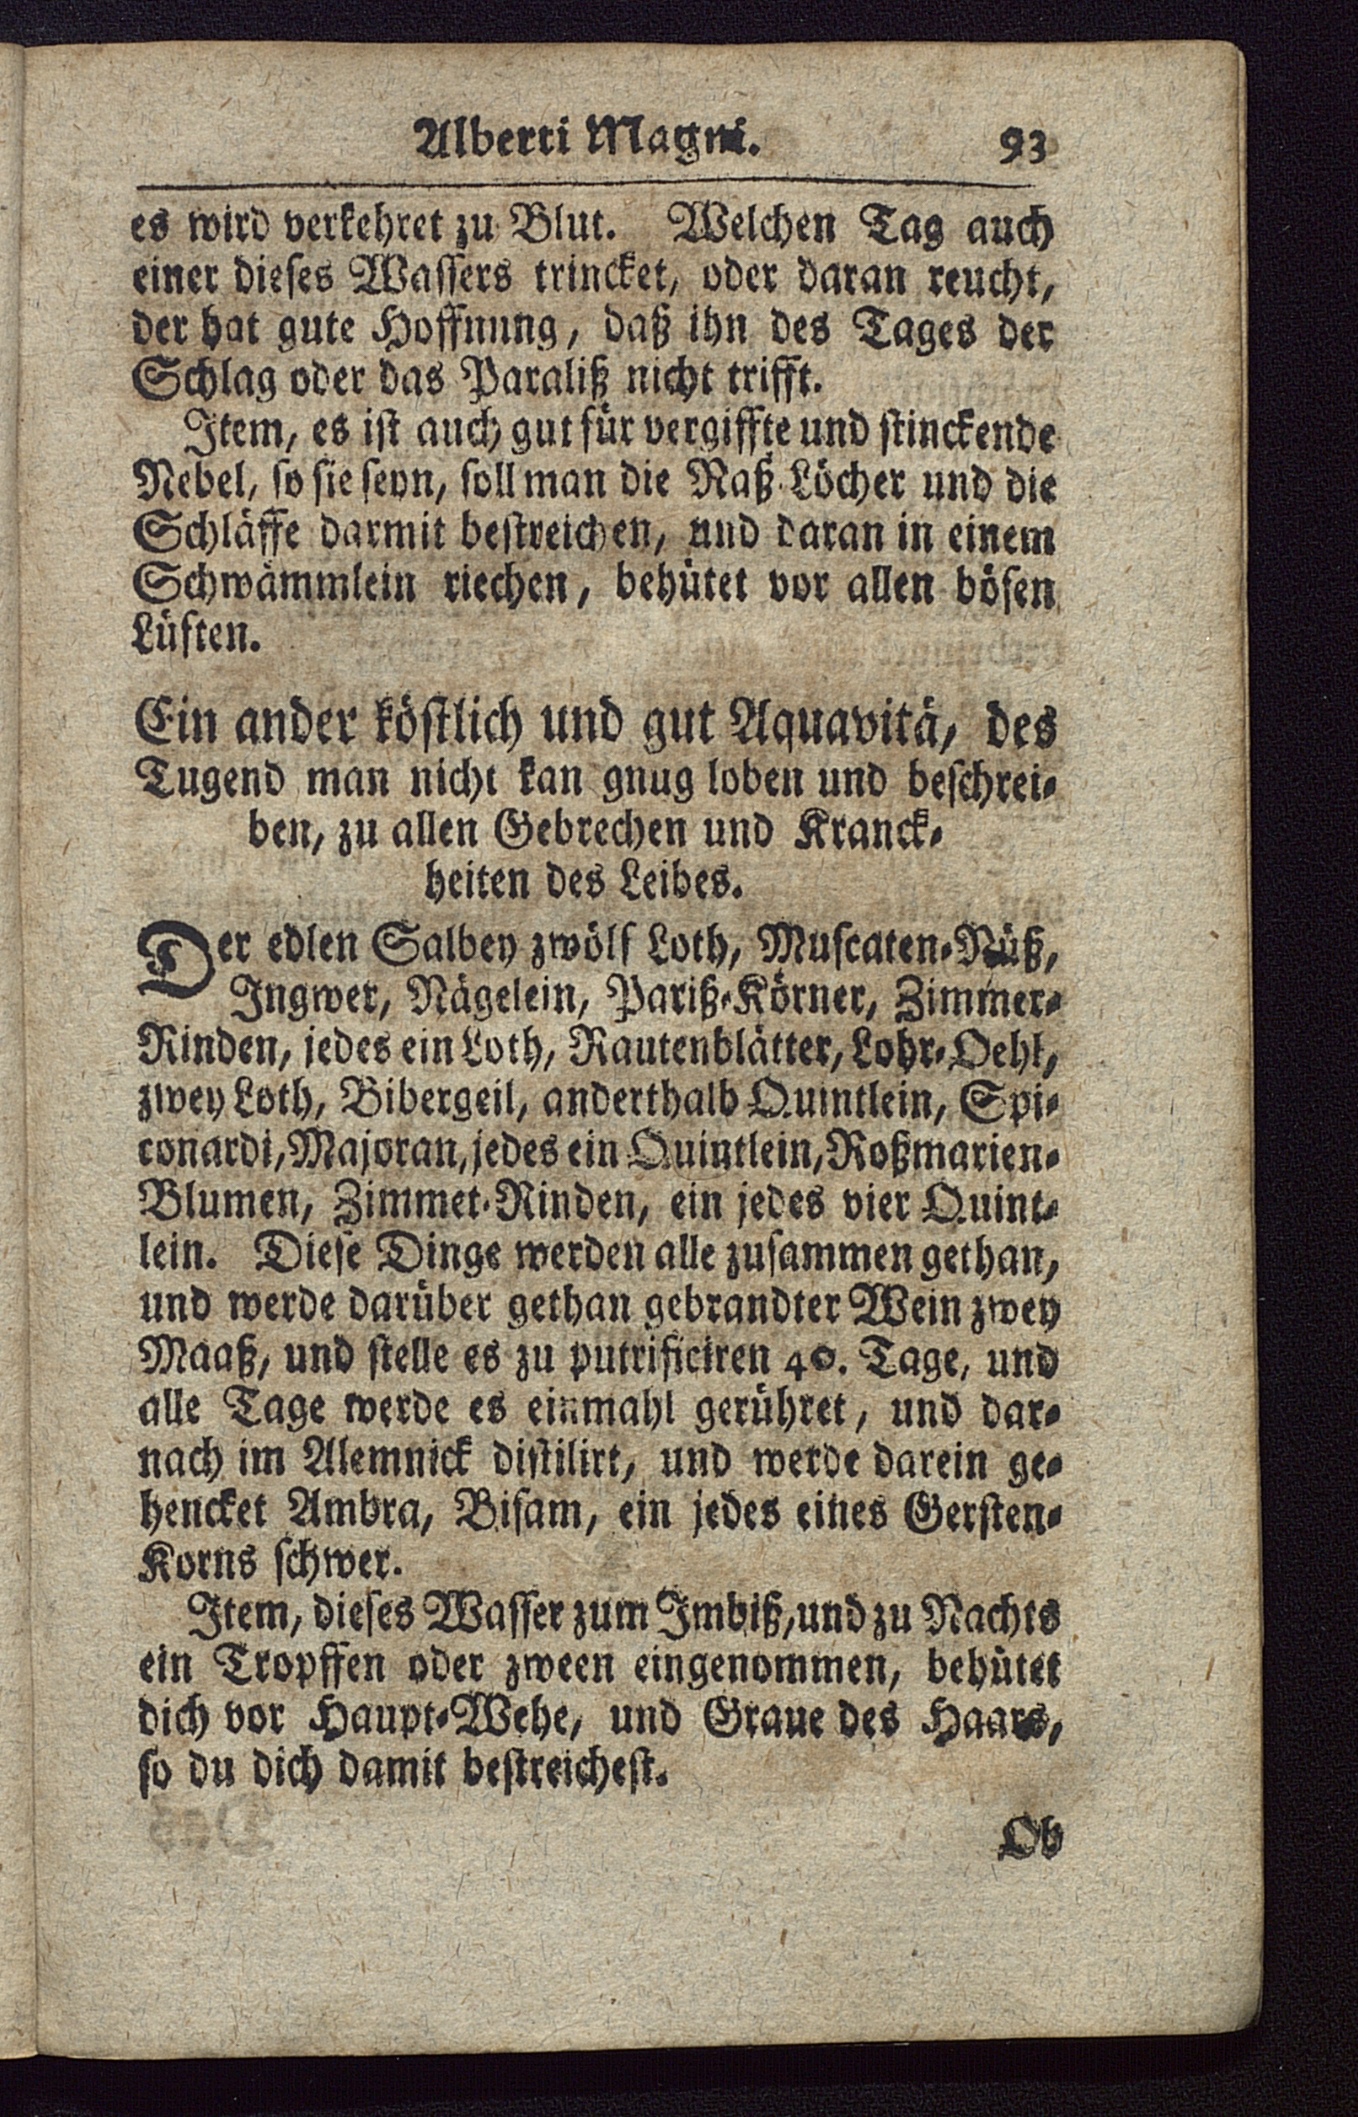 Alberti Magni. 93
es wird verkehret zu Blut. Welchen Tag auch
einer dieses Wassers trincket, oder daran reucht,
der hat gute Hoffnung, daß ihn des Tages der
Schlag oder das Paraliß nicht trifft.
Item, es ist auch gut für vergiffte und stinckende
Nebel, so sie seyn, soll man die Naß-Löcher und die
Schläffe darmit bestreichen, und daran in einem
Schwämmlein riechen, behütet vor allen bösen
Lüften.
Ein ander köstlich und gut Aquavitä, des
Tugend man nicht kan gnug loben und beschrei-
ben, zu allen Gebrechen und Kranck-
heiten des Leibes.
Der edlen Salbey zwölf Loth, Muscaten-Nüß,
Ingwer, Nägelein, Pariß-Körner, Zimmer-
Rinden, jedes ein Loth, Rautenblätter, Lohr-Oehl,
zwey Loth, Bibergeil, anderthalb Quintlein, Spi-
conardi, Majoran, jedes ein Quintlein, Roßmarien-
Blumen, Zimmet-Rinden, ein jedes vier Quint-
lein. Diese Dinge werden alle zusammen gethan,
und werde darüber gethan gebrandter Wein zwey
Maaß, und stelle es zu putrificiren 40. Tage, und
alle Tage werde es einmahl gerühret, und dar-
nach im Alemnick distilirt, und werde darein ge-
hencket Ambra, Bisam, ein jedes eines Gersten-
Korns schwer.
Item, dieses Wasser zum Imbiß, und zu Nachts
ein Tropffen oder zween eingenommen, behütet
dich vor Haupt-Wehe, und Graue des Haars,
so du dich damit bestreichest.
Ob